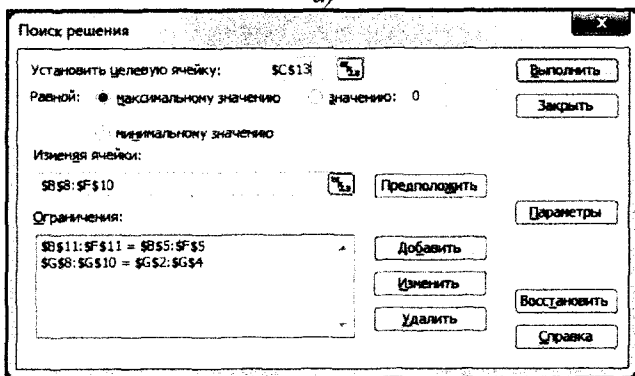 а)
Поиск решения
x
Установить целевую ячейку: $C$13
Выполнить
Равной: максимальному значению значению: 0
Закрыть
минимальному значению
Изменяя ячейки:
$B$8:$F$10
Предположить
Ограничения:
Параметры
$B$11:$F$11 = $B$5:$F$5
$G$8:$G$10 = $G$2:$G$4
Добавить
Изменить
Удалить
Восстановить
Справка